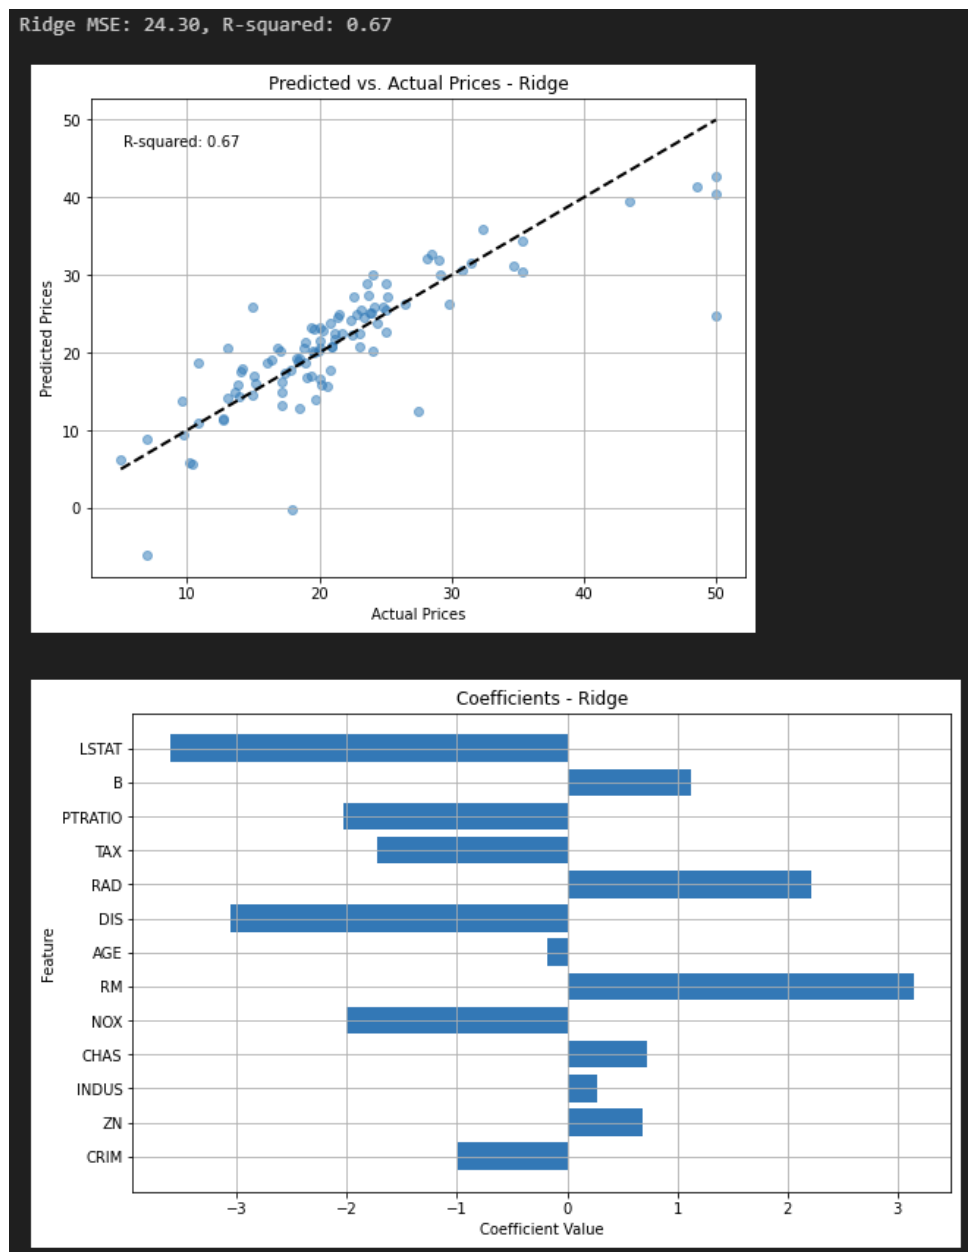 Ridge MSE: 24.30, R-squared: 0.67
Predicted vs. Actual Prices - Ridge
R-squared: 0.67
50
40
30
20
10
0
Predicted Prices
10 20 30 40 50
Actual Prices
Coefficients - Ridge
LSTAT
B
PTRATIO
TAX
RAD
DIS
AGE
RM
NOX
CHAS
INDUS
ZN
CRIM
Feature
−3 −2 −1 0 1 2 3
Coefficient Value